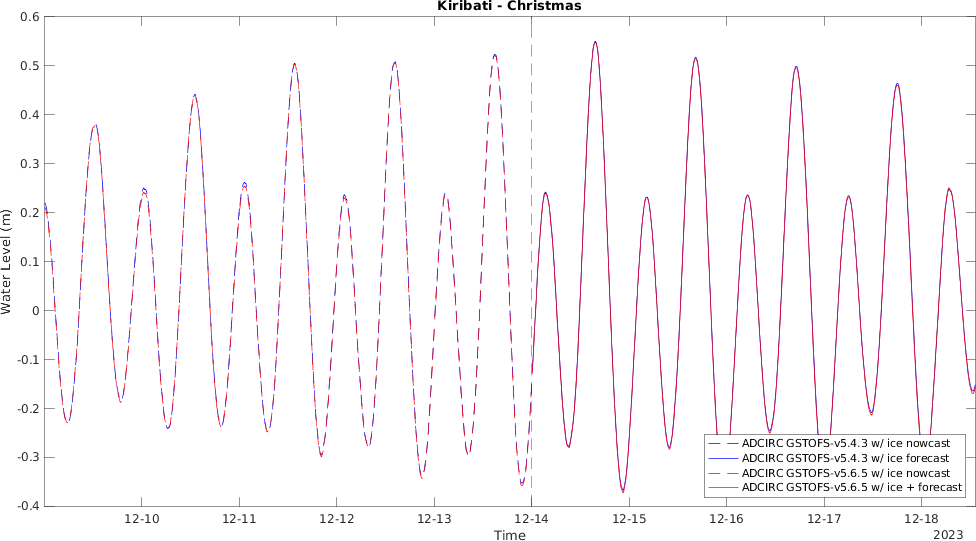 Kiribati - Christmas
0.6
0.5
0.4
0.3
0.2
0.1
0
-0.1
-0.2
-0.3
-0.4
Water Level (m)
ADCIRC GSTOFS-v5.4.3 w/ ice nowcast
ADCIRC GSTOFS-v5.4.3 w/ ice forecast
ADCIRC GSTOFS-v5.6.5 w/ ice nowcast
ADCIRC GSTOFS-v5.6.5 w/ ice + forecast
12-10 12-11 12-12 12-13 12-14 12-15 12-16 12-17 12-18
Time
2023